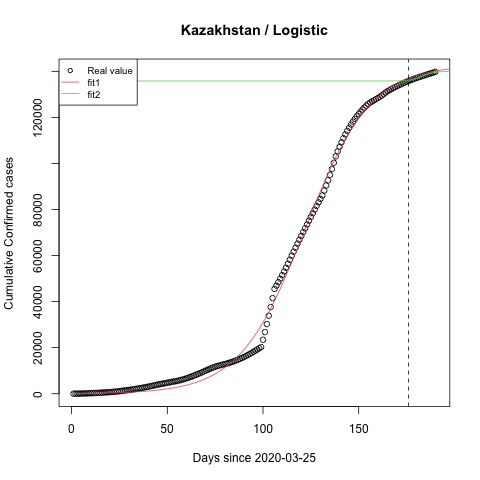 Kazakhstan / Logistic
Real value
fit1
fit2
Cumulative Confirmed cases
0
20000
40000
60000
80000
120000
0
50
100
150
Days since 2020-03-25